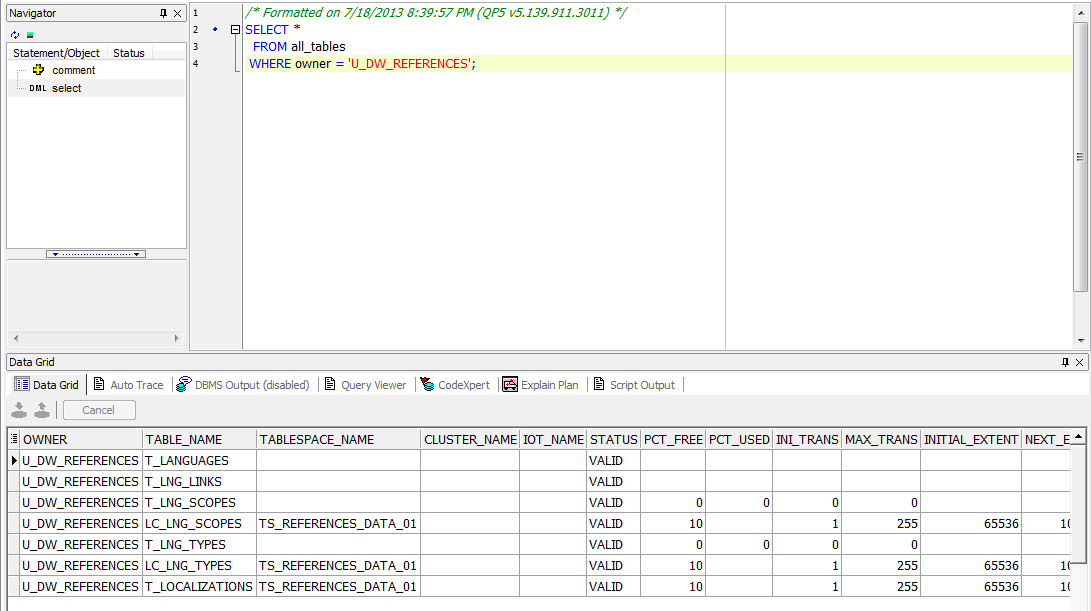 Navigator
Statement/Object Status
comment
DML select
1 /* Formatted on 7/18/2013 8:39:57 PM (QP5 v5.139.911.3011) */
2 SELECT *
3 FROM all_tables
4 WHERE owner = 'U_DW_REFERENCES';
Data Grid
Data Grid Auto Trace DBMS Output (disabled) Query Viewer CodeXpert Explain Plan Script Output
Cancel
OWNER TABLE_NAME TABLESPACE_NAME CLUSTER_NAME IOT_NAME STATUS PCT_FREE PCT_USED INI_TRANS MAX_TRANS INITIAL_EXTENT NEXT_E
U_DW_REFERENCES T_LANGUAGES VALID
U_DW_REFERENCES T_LNG_LINKS VALID
U_DW_REFERENCES T_LNG_SCOPES VALID 0 0 0 0
U_DW_REFERENCES LC_LNG_SCOPES TS_REFERENCES_DATA_01 VALID 10 1 255 65536 10
U_DW_REFERENCES T_LNG_TYPES VALID 0 0 0 0
U_DW_REFERENCES LC_LNG_TYPES TS_REFERENCES_DATA_01 VALID 10 1 255 65536 10
U_DW_REFERENCES T_LOCALIZATIONS TS_REFERENCES_DATA_01 VALID 10 1 255 65536 10